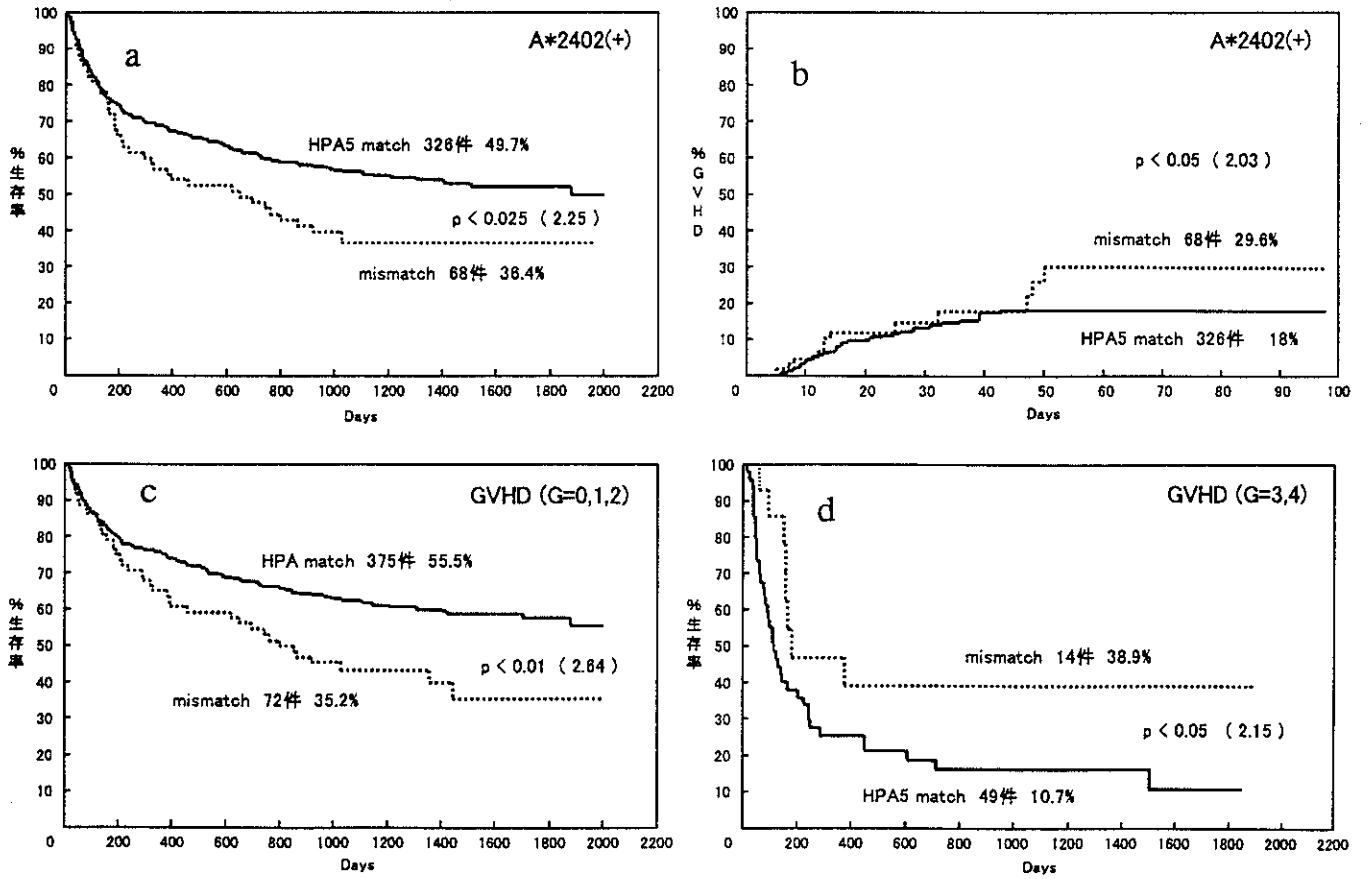 a
A*2402(+)
% 生存率
100
90
80
70
60
50
40
30
20
10
HPA5 match 326件 49.7%
p < 0.025 ( 2.25 )
mismatch 68件 36.4%
0 200 400 600 800 1000 1200 1400 1600 1800 2000 2200
Days
b
A*2402(+)
% GVHD
100
90
80
70
60
50
40
30
20
10
p < 0.05 ( 2.03 )
mismatch 68件 29.6%
HPA5 match 326件 18%
0 10 20 30 40 50 60 70 80 90 100
Days
c
GVHD (G=0,1,2)
% 生存率
100
90
80
70
60
50
40
30
20
10
HPA match 375件 55.5%
p < 0.01 ( 2.64 )
mismatch 72件 35.2%
0 200 400 600 800 1000 1200 1400 1600 1800 2000 2200
Days
d
GVHD (G=3,4)
% 生存率
100
90
80
70
60
50
40
30
20
10
mismatch 14件 38.9%
p < 0.05 ( 2.15 )
HPA5 match 49件 10.7%
0 200 400 600 800 1000 1200 1400 1600 1800 2000 2200
Days